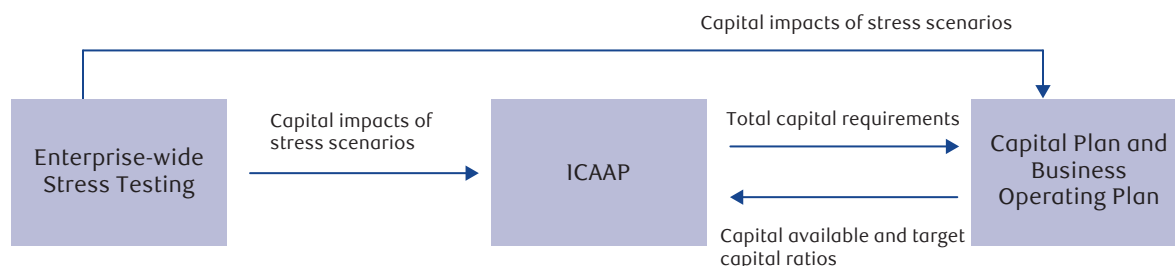 Capital impacts of stress scenarios
Enterprise-wide
Stress Testing
Capital impacts of
stress scenarios
ICAAP
Total capital requirements
Capital available and target
capital ratios
Capital Plan and
Business
Operating Plan